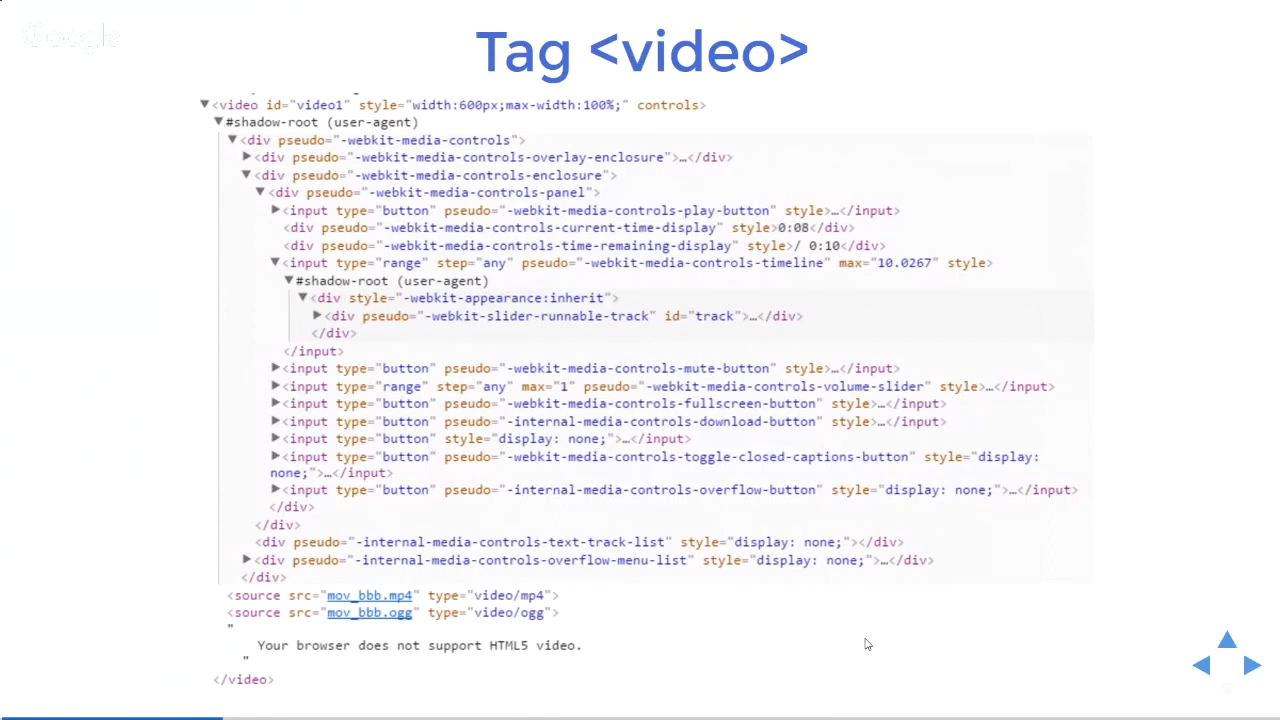 Google
Tag <video>
▼<video id="video1" style="width:600px;max-width:100%;" controls>
▼#shadow-root (user-agent)
▼<div pseudo="-webkit-media-controls">
▶<div pseudo="-webkit-media-controls-overlay-enclosure">…</div>
▼<div pseudo="-webkit-media-controls-enclosure">
▼<div pseudo="-webkit-media-controls-panel">
▶<input type="button" pseudo="-webkit-media-controls-play-button" style>…</input>
<div pseudo="-webkit-media-controls-current-time-display" style>0:08</div>
<div pseudo="-webkit-media-controls-time-remaining-display" style>/ 0:10</div>
▼<input type="range" step="any" pseudo="-webkit-media-controls-timeline" max="10.0267" style>
▼#shadow-root (user-agent)
▼<div style="-webkit-appearance:inherit">
▶<div pseudo="-webkit-slider-runnable-track" id="track">…</div>
</div>
</input>
▶<input type="button" pseudo="-webkit-media-controls-mute-button" style>…</input>
▶<input type="range" step="any" max="1" pseudo="-webkit-media-controls-volume-slider" style>…</input>
▶<input type="button" pseudo="-webkit-media-controls-fullscreen-button" style>…</input>
▶<input type="button" pseudo="-internal-media-controls-download-button" style>…</input>
▶<input type="button" style="display: none;">…</input>
▶<input type="button" pseudo="-webkit-media-controls-toggle-closed-captions-button" style="display:
none;">…</input>
▶<input type="button" pseudo="-internal-media-controls-overflow-button" style="display: none;">…</input>
</div>
</div>
<div pseudo="-internal-media-controls-text-track-list" style="display: none;"></div>
▶<div pseudo="-internal-media-controls-overflow-menu-list" style="display: none;">…</div>
</div>
<source src="mov_bbb.mp4" type="video/mp4">
<source src="mov_bbb.ogg" type="video/ogg">
"
Your browser does not support HTML5 video.
"
</video>